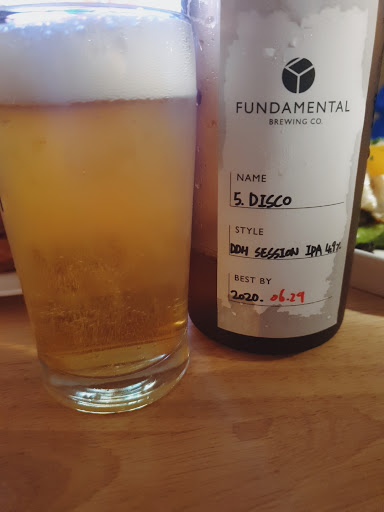 FUNDAMENTAL
BREWING CO.
NAME
5. DISCO
STYLE
DDH SESSION IPA 4.9%
BEST BY
2020. 06.29